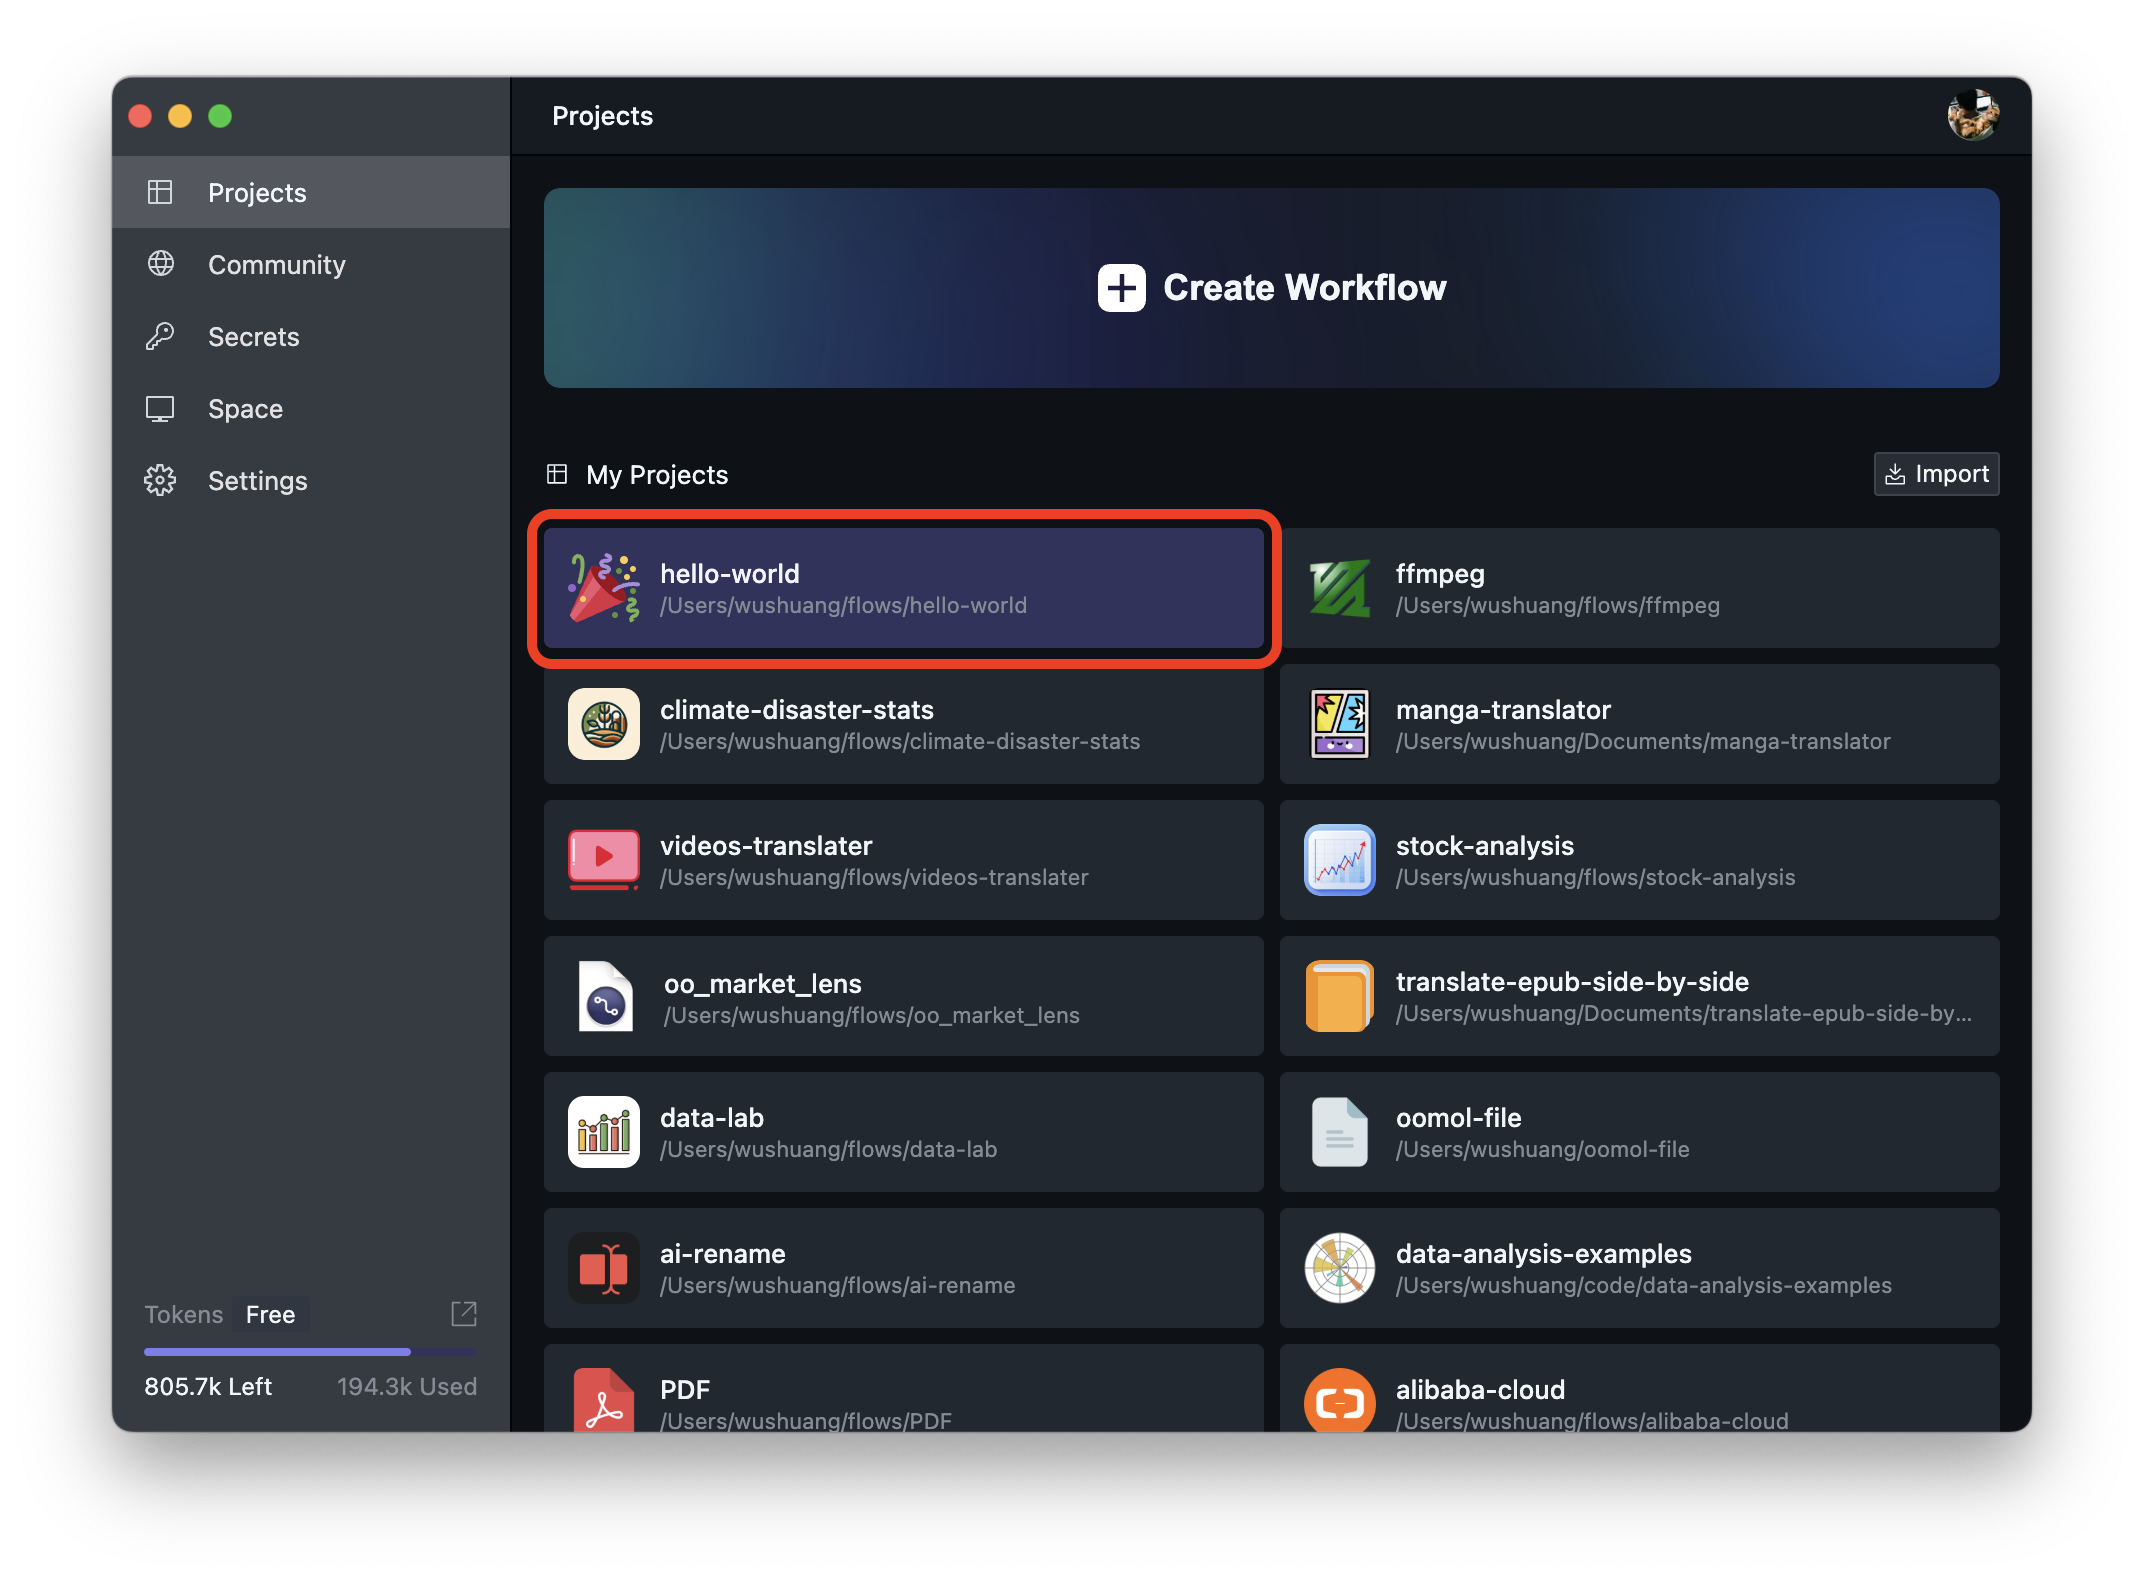 Projects
Projects
Community
Secrets
Space
Settings
Create Workflow
My Projects
Import
hello-world
/Users/wushuang/flows/hello-world
ffmpeg
/Users/wushuang/flows/ffmpeg
climate-disaster-stats
/Users/wushuang/flows/climate-disaster-stats
manga-translator
/Users/wushuang/Documents/manga-translator
videos-translater
/Users/wushuang/flows/videos-translater
stock-analysis
/Users/wushuang/flows/stock-analysis
oo_market_lens
/Users/wushuang/flows/oo_market_lens
translate-epub-side-by-side
/Users/wushuang/Documents/translate-epub-side-by...
data-lab
/Users/wushuang/flows/data-lab
oomol-file
/Users/wushuang/oomol-file
ai-rename
/Users/wushuang/flows/ai-rename
data-analysis-examples
/Users/wushuang/code/data-analysis-examples
PDF
/Users/wushuang/flows/PDF
alibaba-cloud
/Users/wushuang/flows/alibaba-cloud
Tokens Free
805.7k Left 194.3k Used